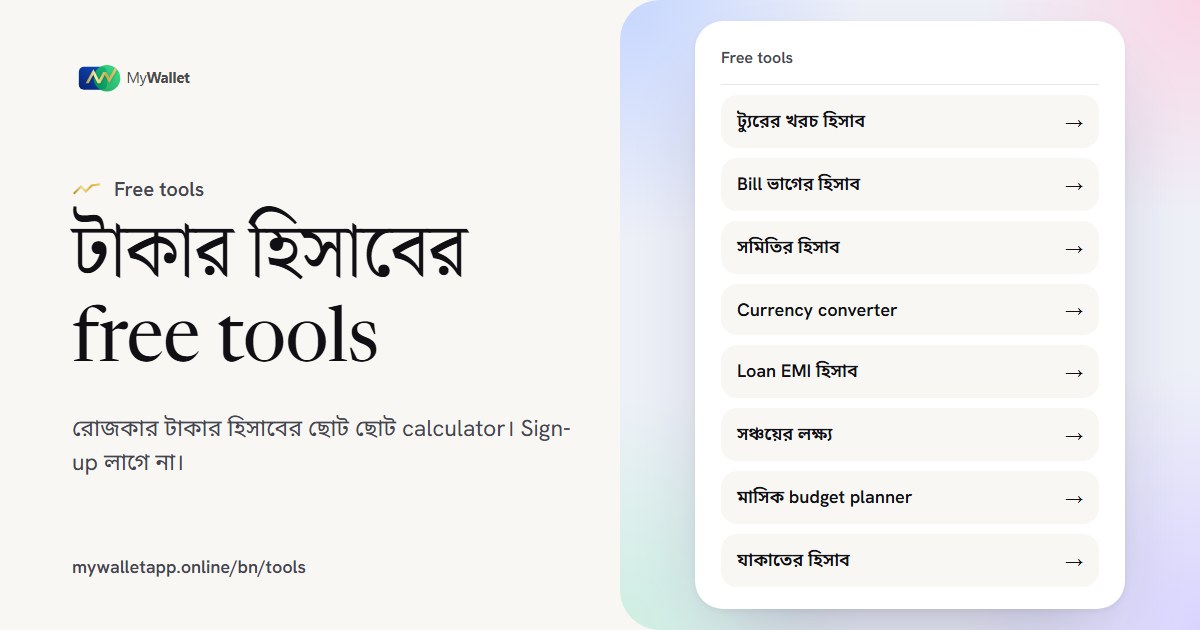 MyWallet
Free tools
টাকার হিসাবের
free tools
রোজকার টাকার হিসাবের ছোট ছোট calculator। Sign-
up লাগে না।
mywalletapp.online/bn/tools
Free tools
ট্যুরের খরচ হিসাব →
Bill ভাগের হিসাব →
সমিতির হিসাব →
Currency converter →
Loan EMI হিসাব →
সঞ্চয়ের লক্ষ্য →
মাসিক budget planner →
যাকাতের হিসাব →